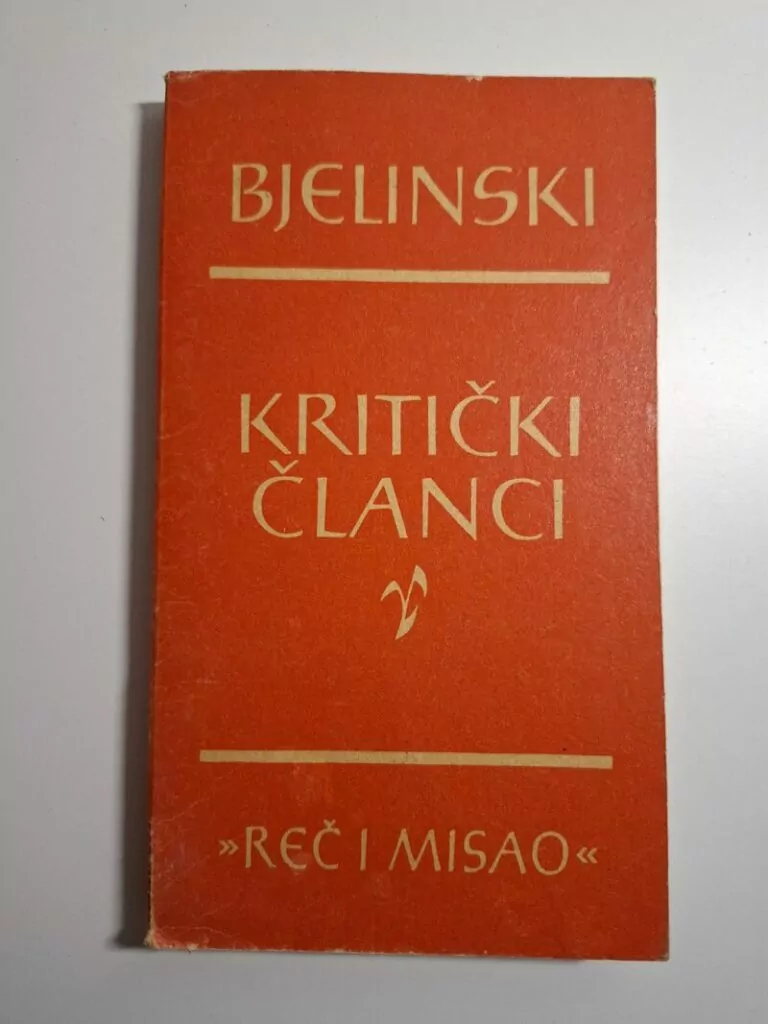 BJELINSKI
KRITIČKI
ČLANCI
»REČ I MISAO«